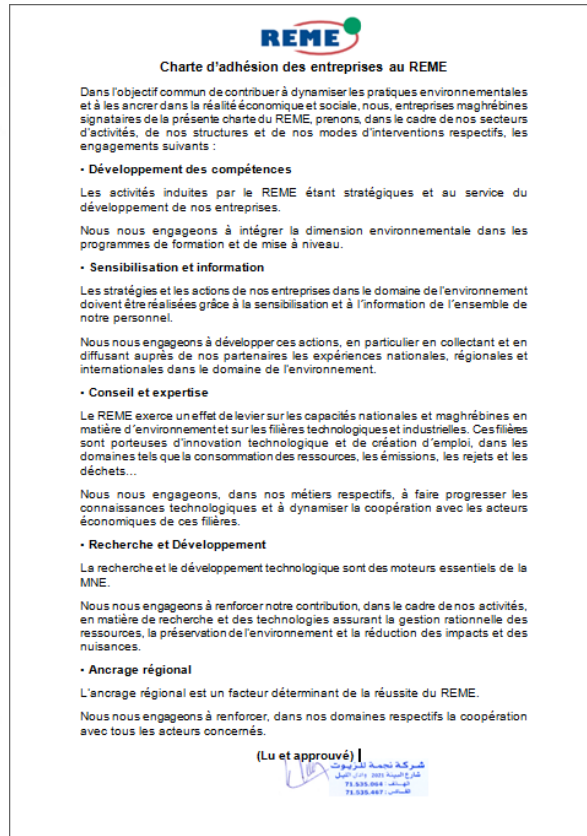 REME
Charte d'adhésion des entreprises au REME
Dans l'objectif commun de contribuer à dynamiser les pratiques environnementales
et à les ancrer dans la réalité économique et sociale, nous, entreprises maghrébines
signataires de la présente charte du REME, prenons, dans le cadre de nos secteurs
d'activités, de nos structures et de nos modes d'interventions respectifs, les
engagements suivants :
• Développement des compétences
Les activités induites par le REME étant stratégiques et au service du
développement de nos entreprises.
Nous nous engageons à intégrer la dimension environnementale dans les
programmes de formation et de mise à niveau.
• Sensibilisation et information
Les stratégies et les actions de nos entreprises dans le domaine de l'environnement
doivent être réalisées grâce à la sensibilisation et à l'information de l'ensemble de
notre personnel.
Nous nous engageons à développer ces actions, en particulier en collectant et en
diffusant auprès de nos partenaires les expériences nationales, régionales et
internationales dans le domaine de l'environnement.
• Conseil et expertise
Le REME exerce un effet de levier sur les capacités nationales et maghrébines en
matière d'environnement et sur les filières technologiques et industrielles. Ces filières
sont porteuses d'innovation technologique et de création d'emploi, dans les
domaines tels que la consommation des ressources, les émissions, les rejets et les
déchets…
Nous nous engageons, dans nos métiers respectifs, à faire progresser les
connaissances technologiques et à dynamiser la coopération avec les acteurs
économiques de ces filières.
• Recherche et Développement
La recherche et le développement technologique sont des moteurs essentiels de la
MNE.
Nous nous engageons à renforcer notre contribution, dans le cadre de nos activités,
en matière de recherche et des technologies assurant la gestion rationnelle des
ressources, la préservation de l'environnement et la réduction des impacts et des
nuisances.
• Ancrage régional
L'ancrage régional est un facteur déterminant de la réussite du REME.
Nous nous engageons à renforcer, dans nos domaines respectifs la coopération
avec tous les acteurs concernés.
(Lu et approuvé)
شركة نجمة للزيوت
شارع البيئة 2021 وادي الليل
الهاتف : 71.535.064
الفاكس : 71.535.467